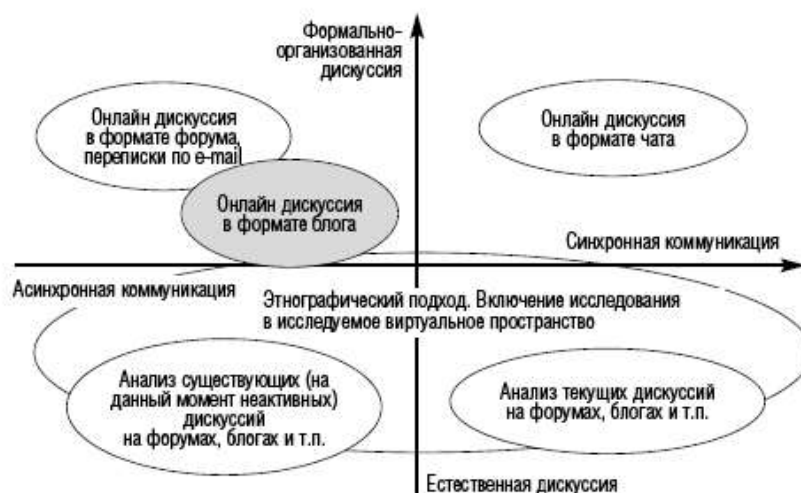 Формально-
организованная
дискуссия
Онлайн дискуссия
в формате форума,
переписки по e-mail
Онлайн дискуссия
в формате чата
Онлайн дискуссия
в формате блога
Синхронная коммуникация
Асинхронная коммуникация
Этнографический подход. Включение исследования
в исследуемое виртуальное пространство
Анализ существующих (на
данный момент неактивных)
дискуссий
на форумах, блогах и т.п.
Анализ текущих дискуссий
на форумах, блогах и т.п.
Естественная дискуссия